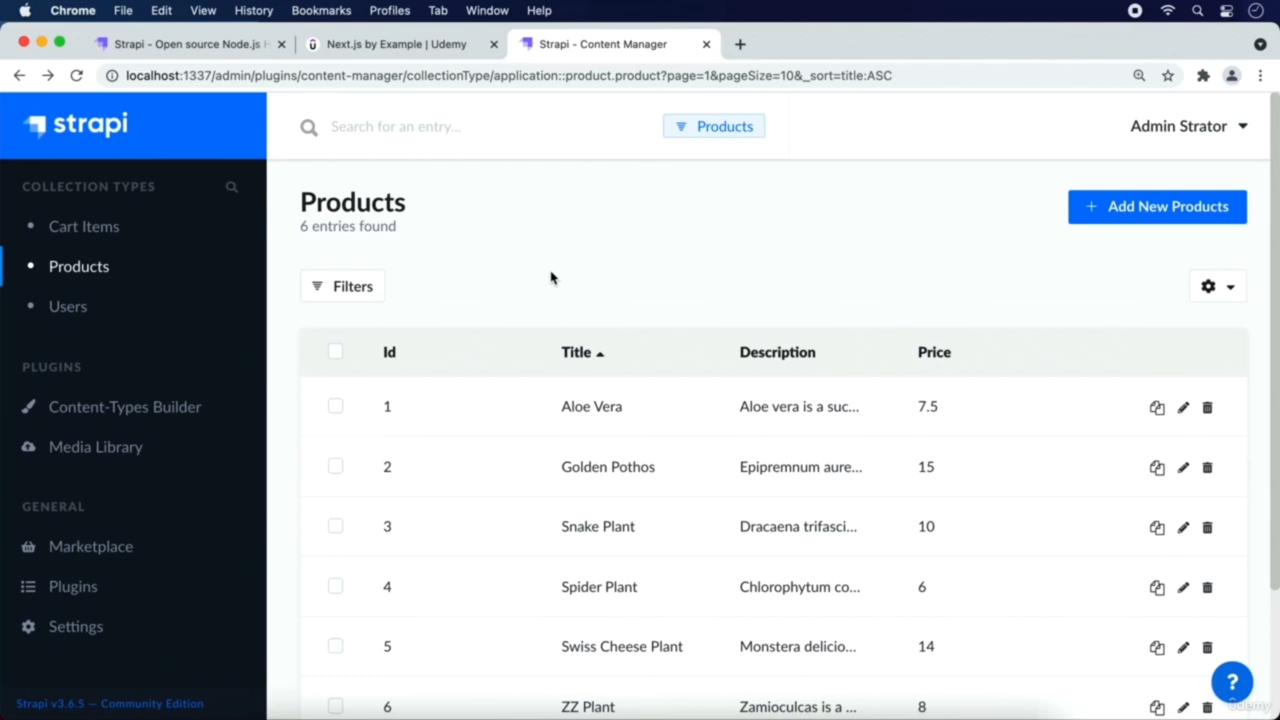 Chrome File Edit View History Bookmarks Profiles Tab Window Help
Strapi - Open source Node.js Next.js by Example | Udemy Strapi - Content Manager
localhost:1337/admin/plugins/content-manager/collectionType/application::product.product?page=1&pageSize=10&_sort=title:ASC
strapi
Search for an entry...
Products
Admin Strator
COLLECTION TYPES
Cart Items
Products
Users
PLUGINS
Content-Types Builder
Media Library
GENERAL
Marketplace
Plugins
Settings
Strapi v3.6.5 — Community Edition
Products
6 entries found
+ Add New Products
Filters
Id Title Description Price
1 Aloe Vera Aloe vera is a suc... 7.5
2 Golden Pothos Epipremnum aure... 15
3 Snake Plant Dracaena trifasci... 10
4 Spider Plant Chlorophytum co... 6
5 Swiss Cheese Plant Monstera delicio... 14
6 ZZ Plant Zamioculcas is a ... 8
?
Udemy